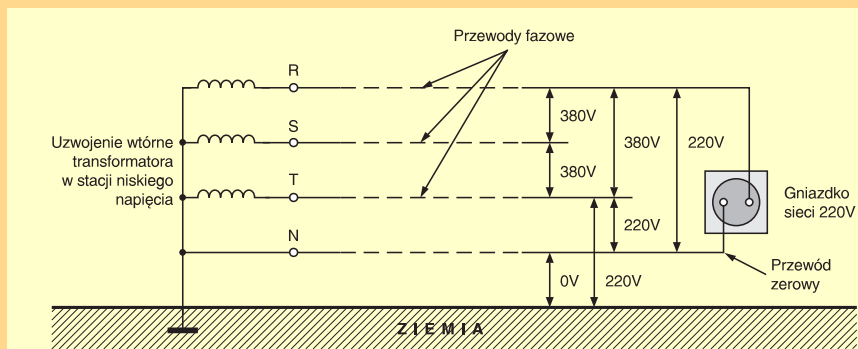 Przewody fazowe
R
S
T
N
Uzwojenie wtórne
transformatora
w stacji niskiego
napięcia
380V
380V
380V
220V
220V
0V
220V
Gniazdko
sieci 220V
Przewód
zerowy
ZIEMIA